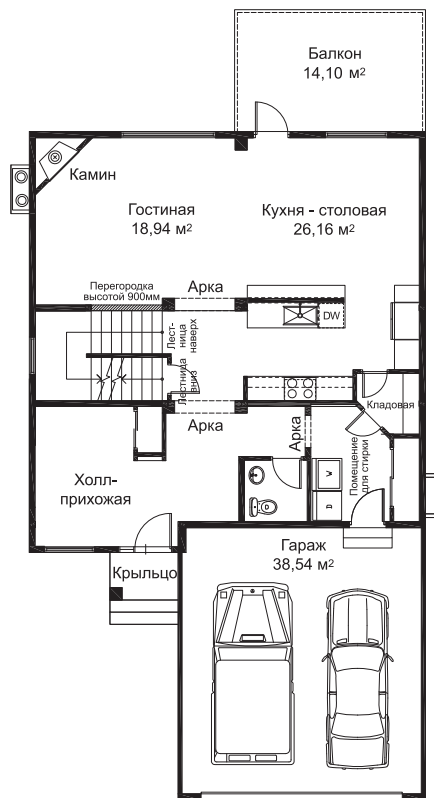 Балкон
14,10 м²
Камин
Гостиная
18,94 м²
Кухня - столовая
26,16 м²
Перегородка
высотой 900мм
Арка
Лест-
ница
наверх
DW
Лестница
вниз
Кладовая
Арка
Арка
Холл-
прихожая
Помещение
для стирки
W
D
Крыльцо
Гараж
38,54 м²